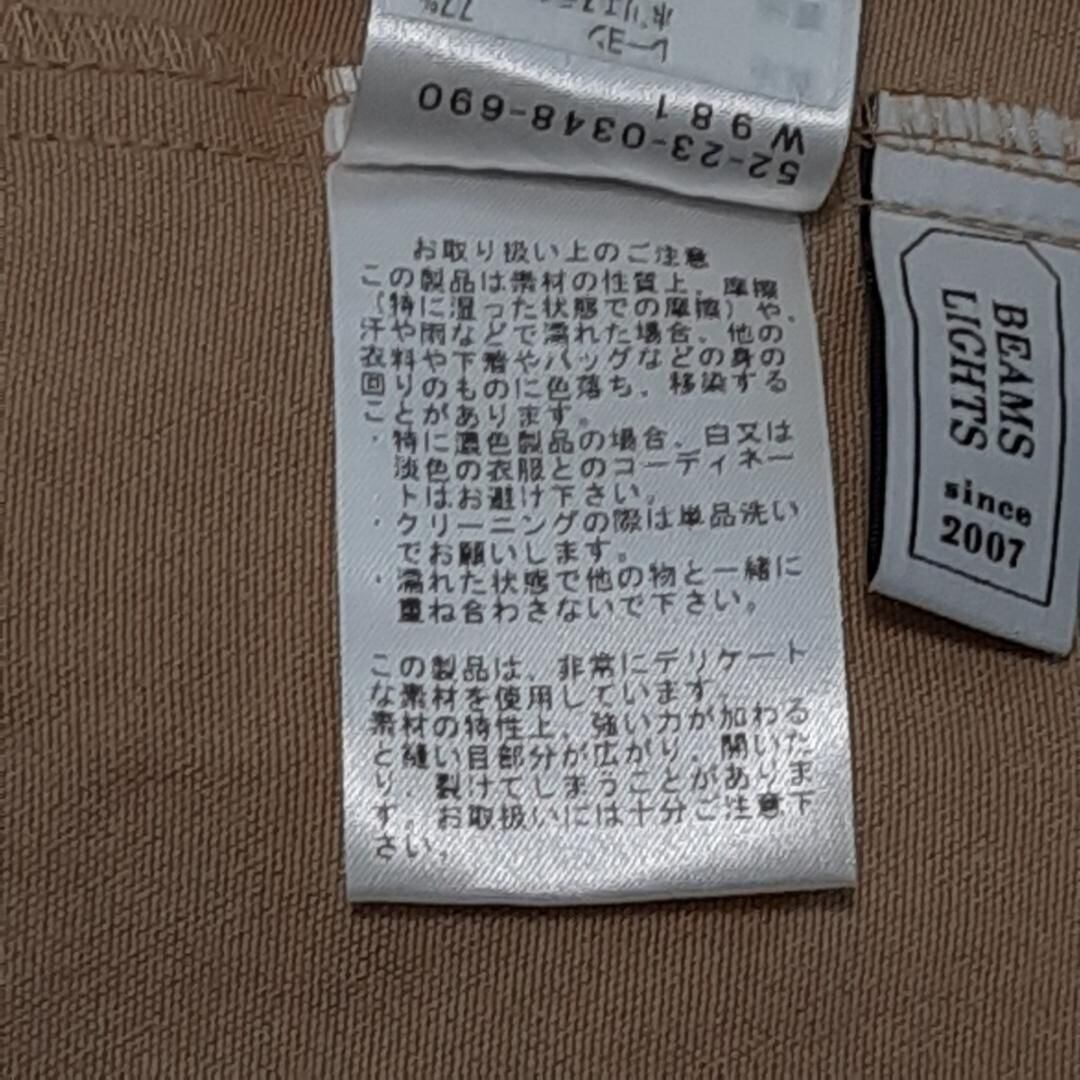 レーヨン 77%
W981
52-23-0348-690
お取り扱い上のご注意
この製品は素材の性質上、摩擦
(特に湿った状態での摩擦)や、
汗や雨などで濡れた場合、他の
衣料や下着やバッグなどの身の
回りのものに色落ち、移染する
ことがあります。
・特に濃色製品の場合、白又は
淡色の衣服とのコーディネー
トはお避け下さい。
・クリーニングの際は単品洗い
でお願いします。
・濡れた状態で他の物と一緒に
重ね合わさないで下さい。
この製品は、非常にデリケート
な素材を使用しています。
素材の特性上、強い力が加わる
と縫い目部分が広がり、開いた
り、裂けてしまうことがありま
す。お取扱いには十分ご注意下
さい。
BEAMS
LIGHTS
since
2007